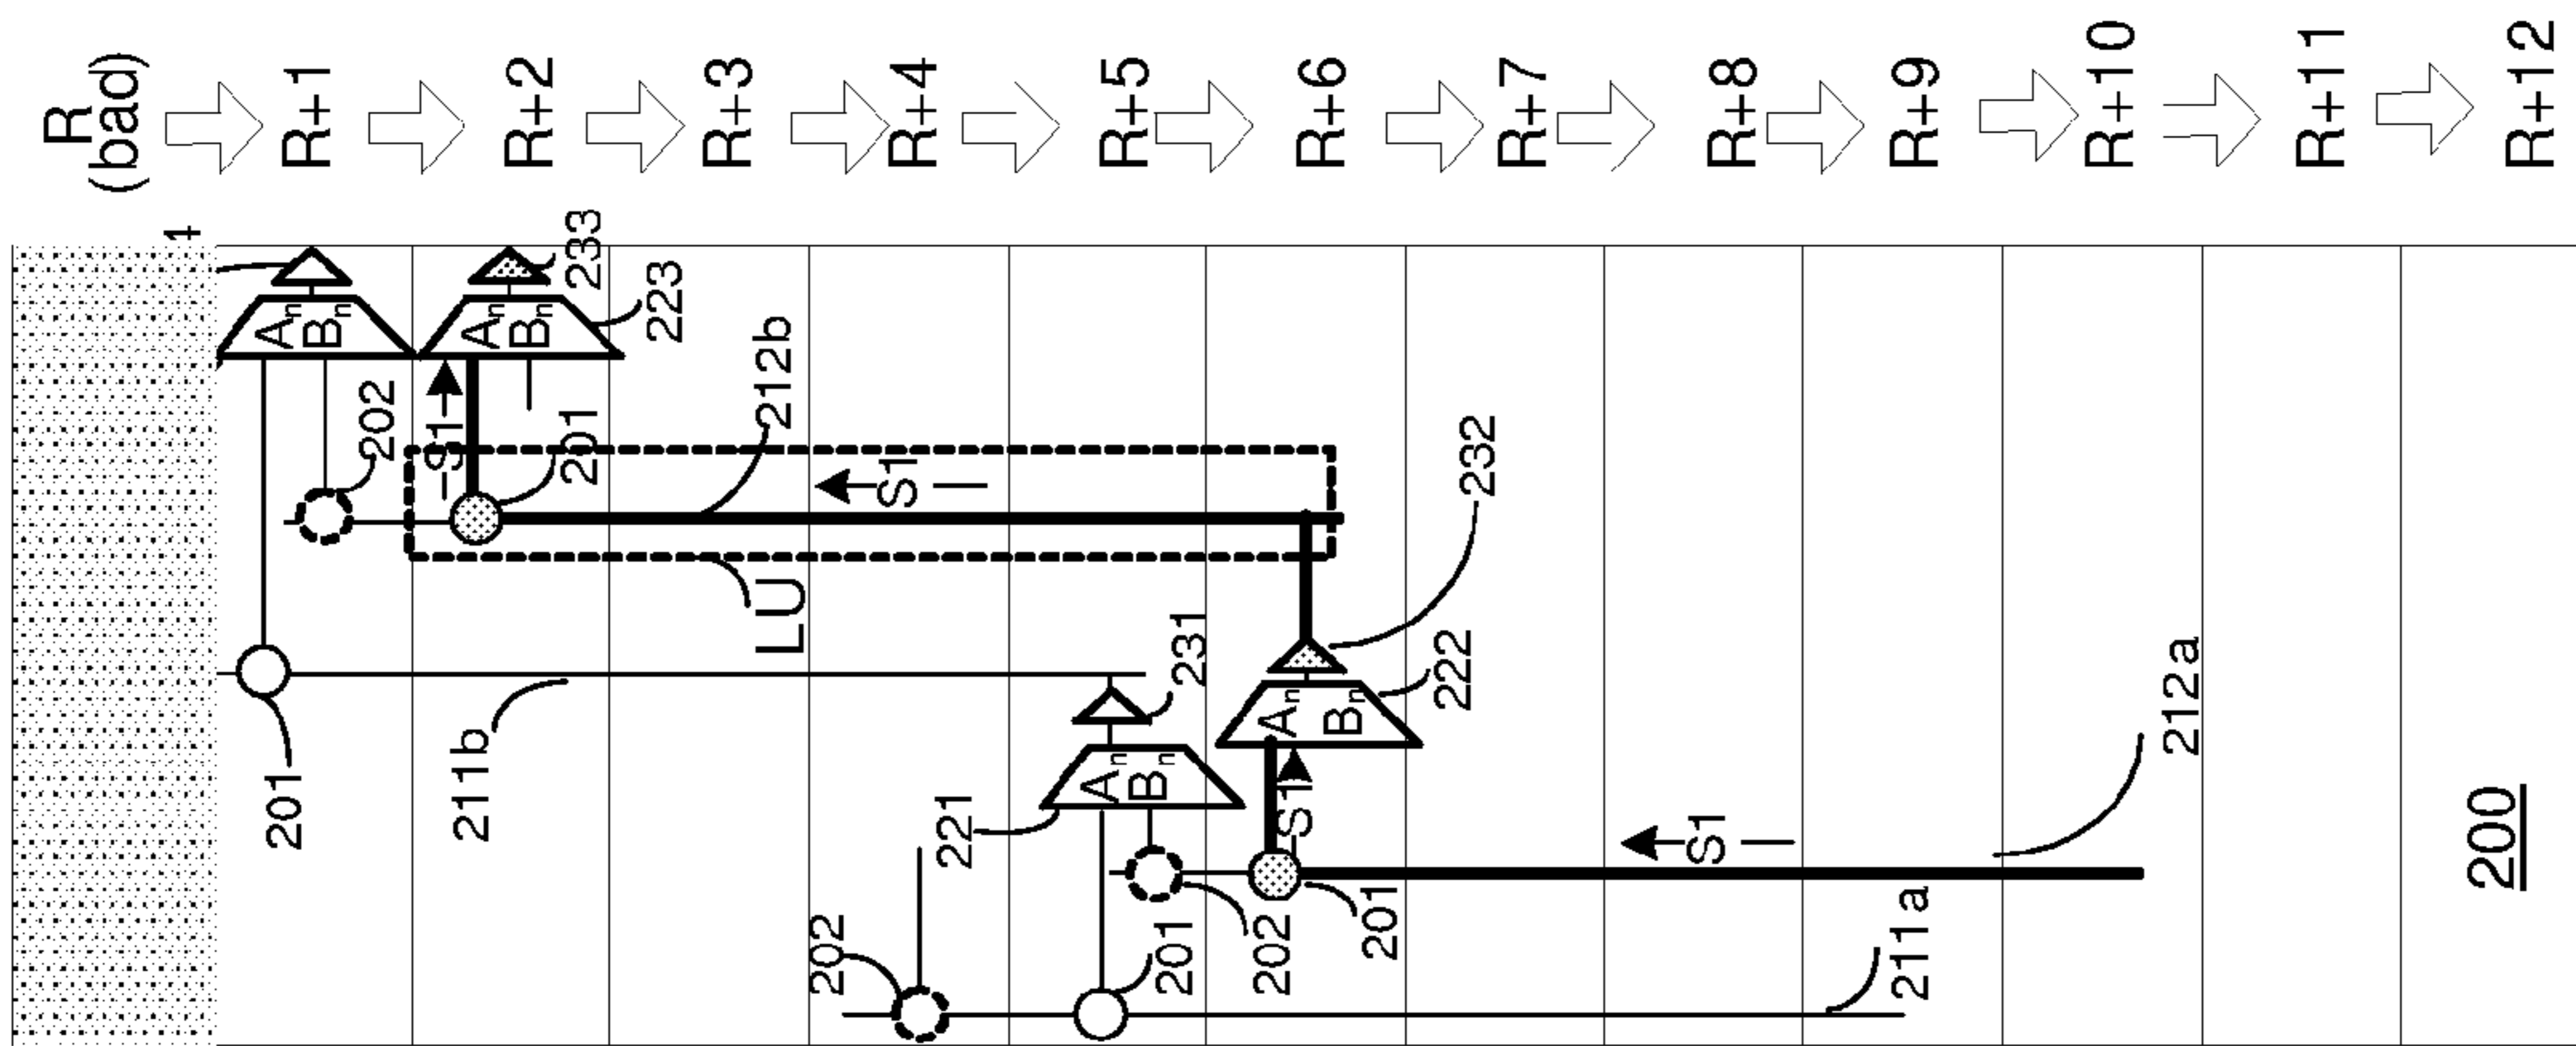 R
(bad)
R+1
R+2
R+3
R+4
R+5
R+6
R+7
R+8
R+9
R+10
R+11
R+12
An
Bn
An
Bn
233
223
202
S1
201
212b
S1
LU
232
201
211b
231
An
Bn
221
An
Bn
222
S1
212a
S1
202
201
202
201
211a
200